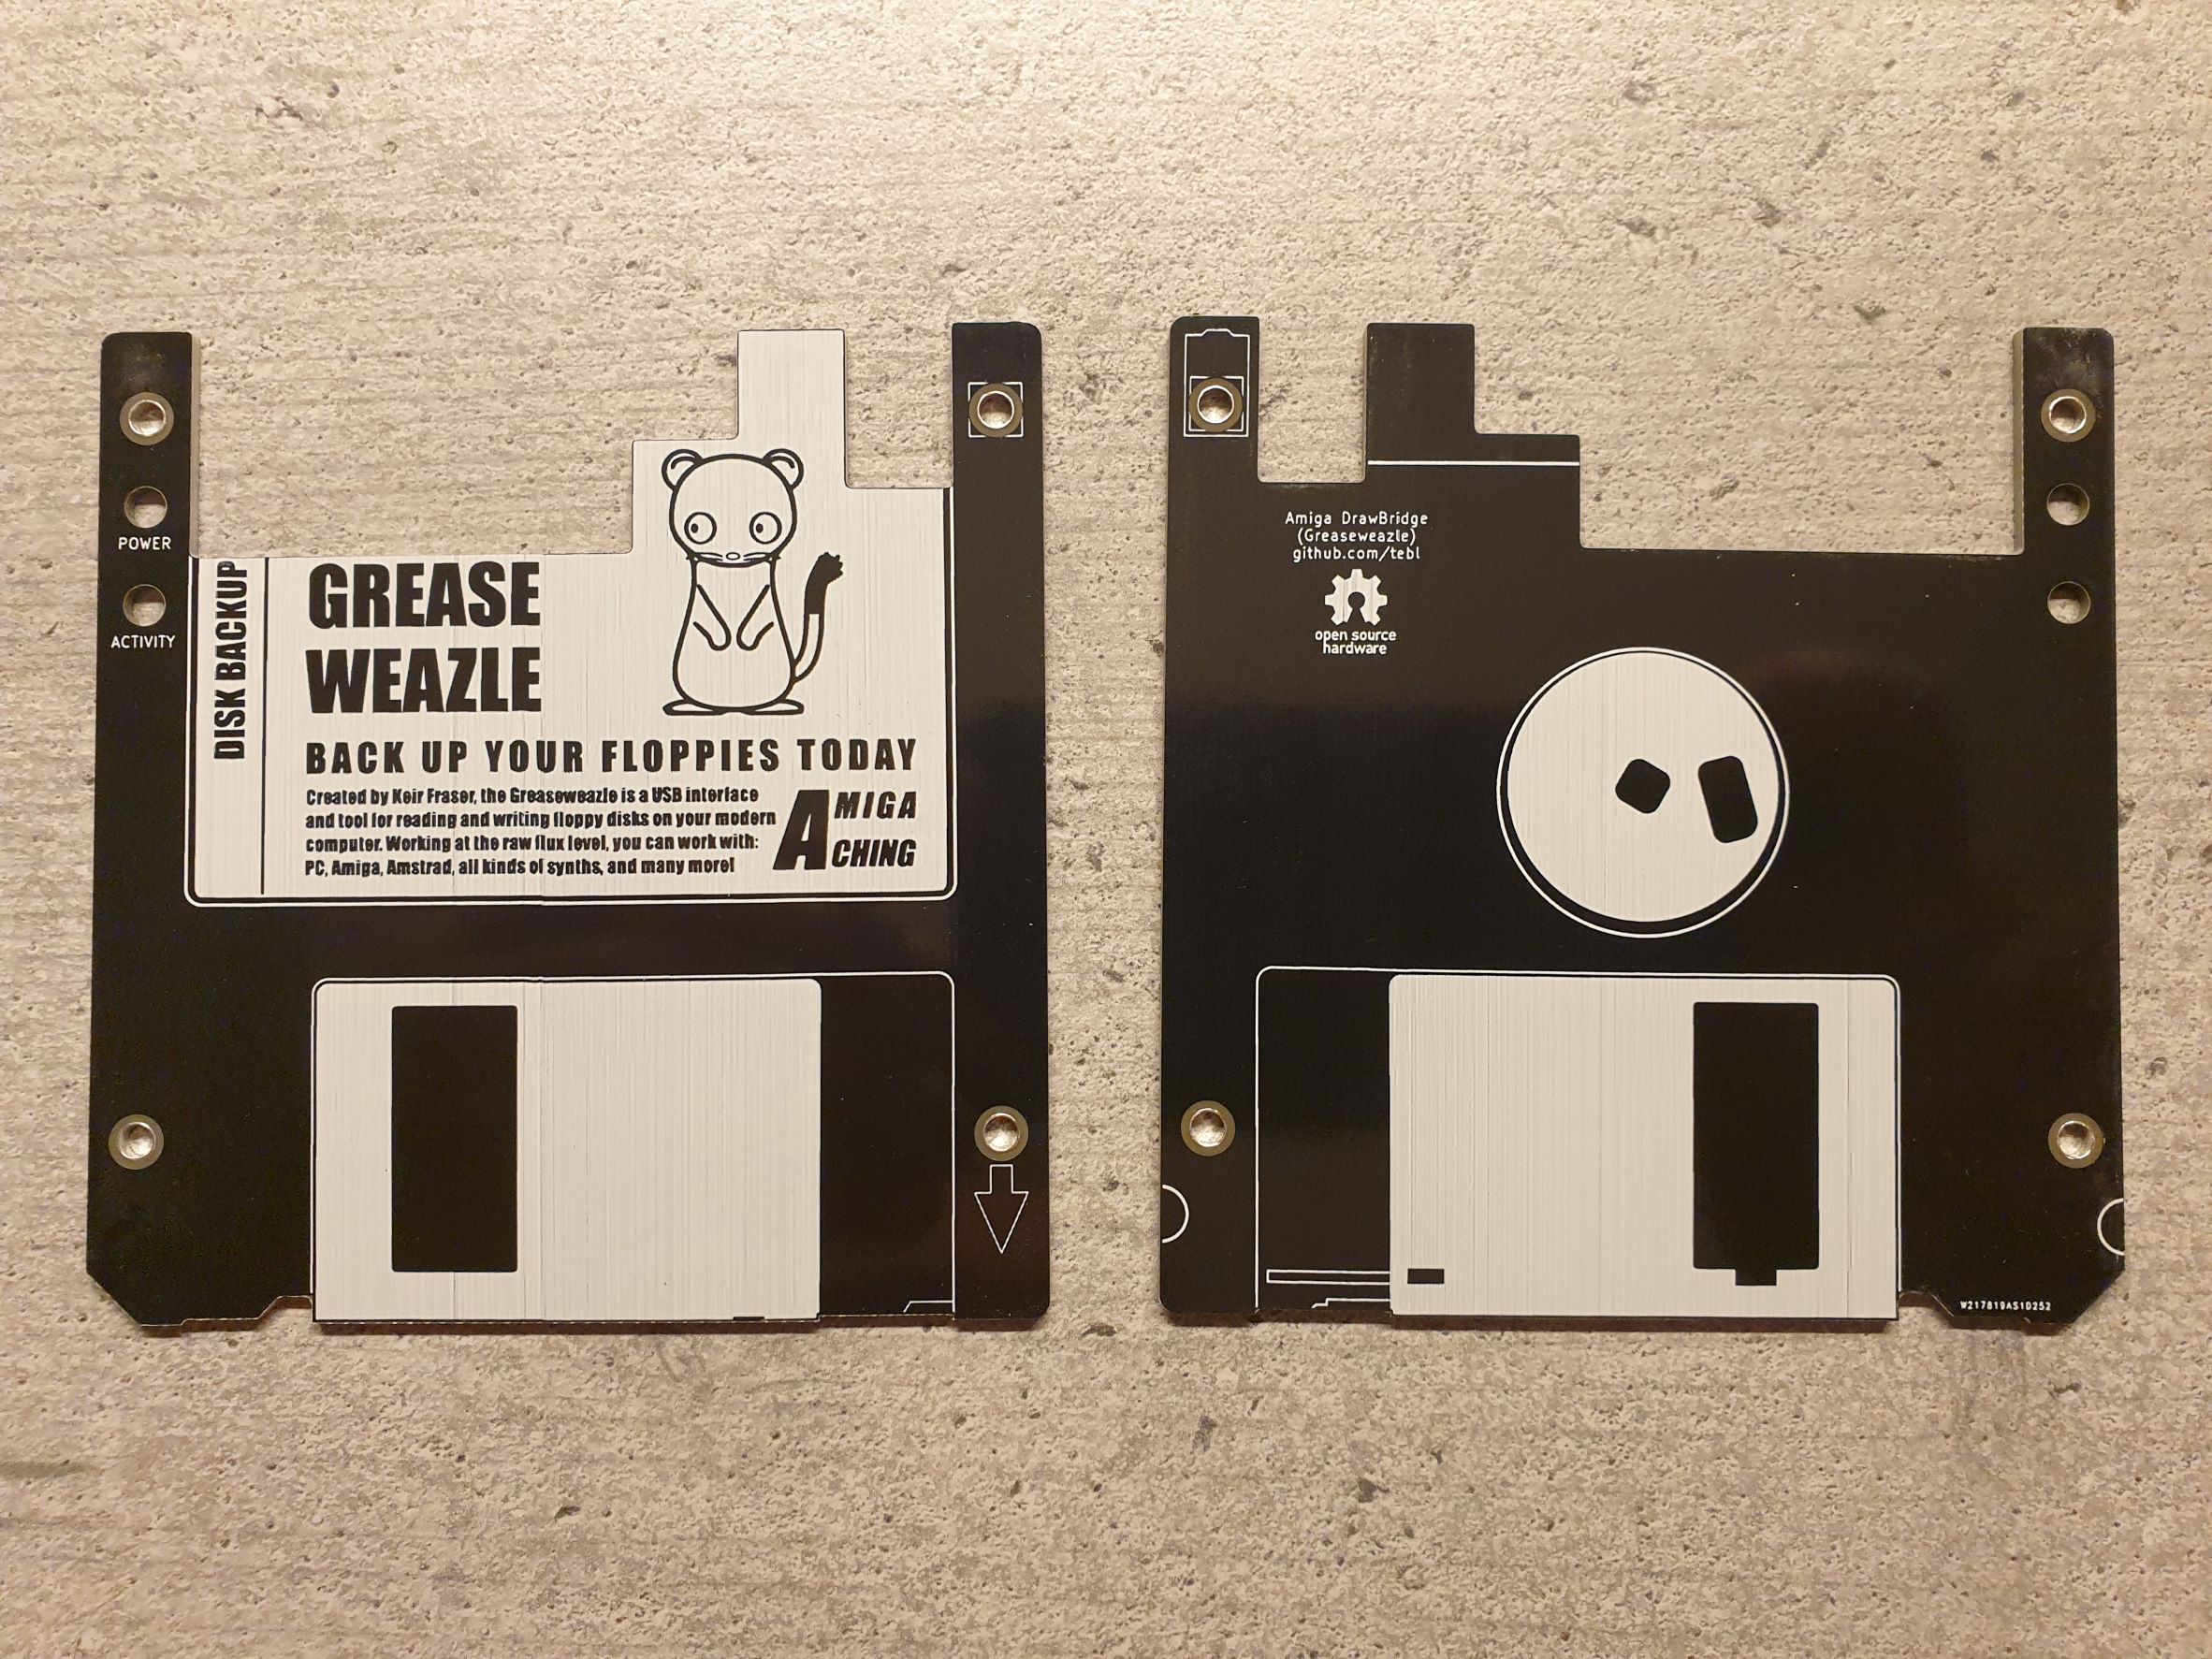 POWER
ACTIVITY
DISK BACKUP
GREASE
WEAZLE
BACK UP YOUR FLOPPIES TODAY
Created by Keir Fraser, the Greaseweazle is a USB interface
and tool for reading and writing floppy disks on your modern
computer. Working at the raw flux level, you can work with:
PC, Amiga, Amstrad, all kinds of synths, and many more!
AMIGA
ACHING
Amiga DrawBridge
(Greaseweazle)
github.com/tebl
open source
hardware
W217819AS1D252